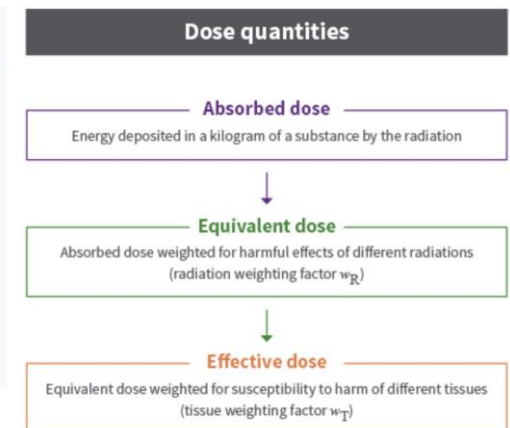 Dose quantities
Absorbed dose
Energy deposited in a kilogram of a substance by the radiation
Equivalent dose
Absorbed dose weighted for harmful effects of different radiations
(radiation weighting factor wR)
Effective dose
Equivalent dose weighted for susceptibility to harm of different tissues
(tissue weighting factor wT)